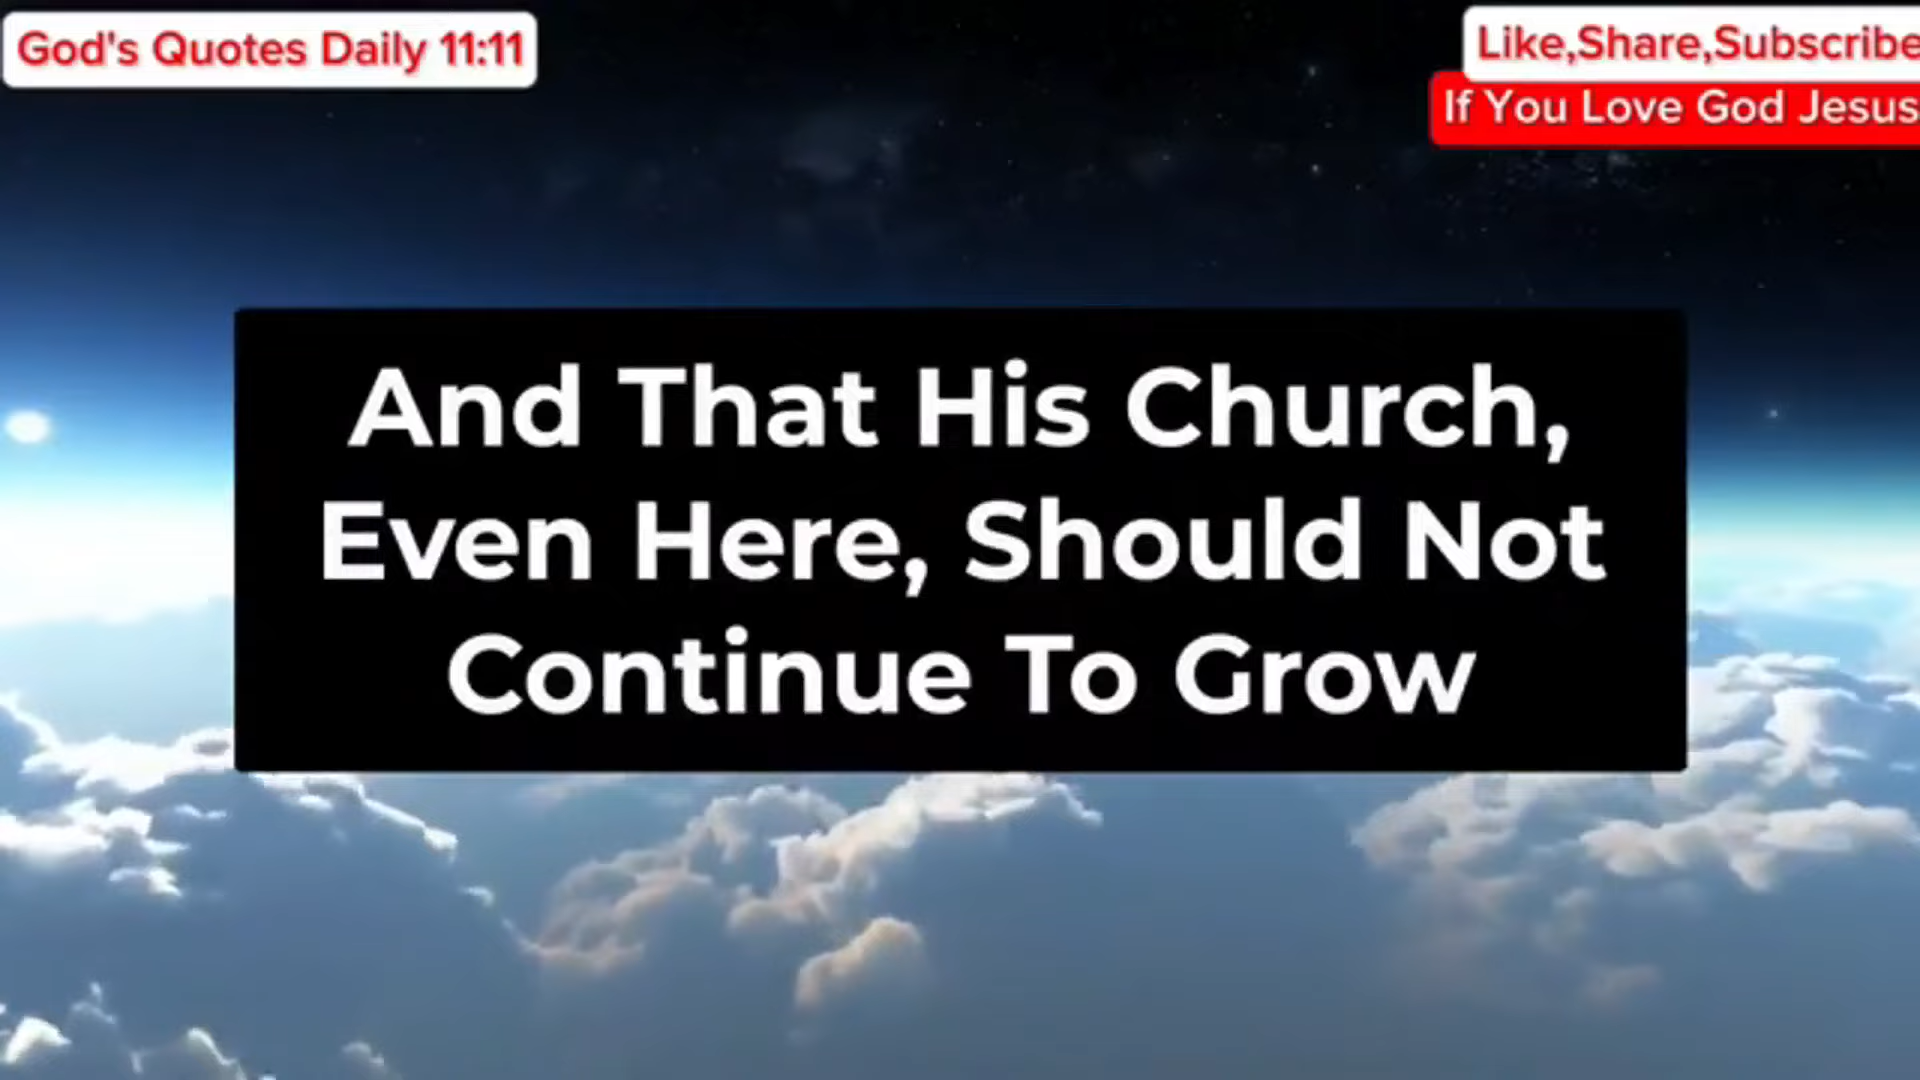 God's Quotes Daily 11:11
Like,Share,Subscribe
If You Love God Jesus
And That His Church,
Even Here, Should Not
Continue To Grow